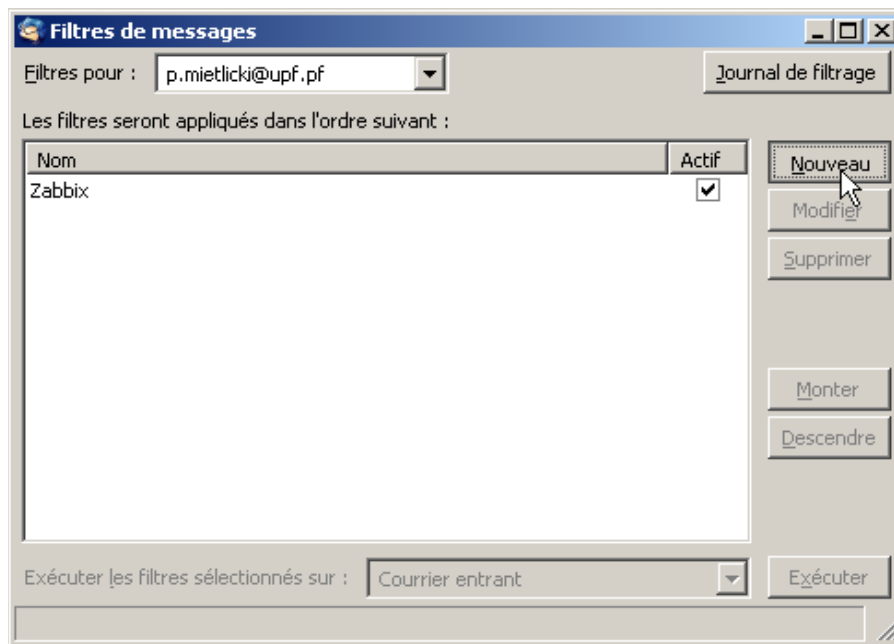 Filtres de messages
Filtres pour : p.mietlicki@upf.pf Journal de filtrage
Les filtres seront appliqués dans l'ordre suivant :
Nom Actif Nouveau
Zabbix
Modifier
Supprimer
Monter
Descendre
Exécuter les filtres sélectionnés sur : Courrier entrant Exécuter